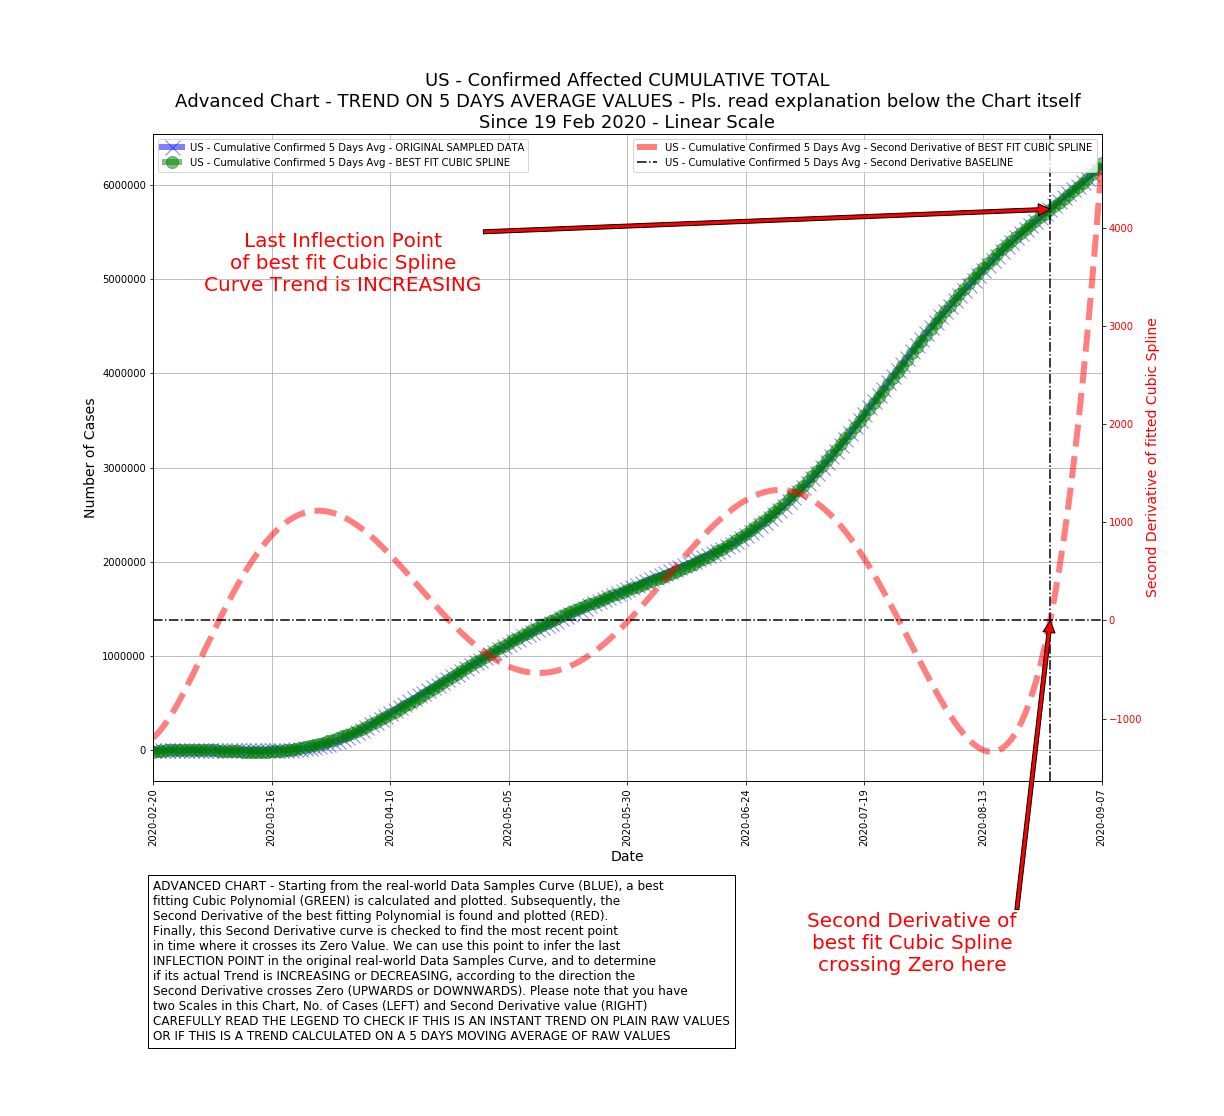 US - Confirmed Affected CUMULATIVE TOTAL
Advanced Chart - TREND ON 5 DAYS AVERAGE VALUES - Pls. read explanation below the Chart itself
Since 19 Feb 2020 - Linear Scale
US - Cumulative Confirmed 5 Days Avg - ORIGINAL SAMPLED DATA
US - Cumulative Confirmed 5 Days Avg - BEST FIT CUBIC SPLINE
US - Cumulative Confirmed 5 Days Avg - Second Derivative of BEST FIT CUBIC SPLINE
US - Cumulative Confirmed 5 Days Avg - Second Derivative BASELINE
Last Inflection Point
of best fit Cubic Spline
Curve Trend is INCREASING
Number of Cases
6000000
5000000
4000000
3000000
2000000
1000000
0
4000
3000
2000
1000
0
−1000
Second Derivative of fitted Cubic Spline
2020-02-20
2020-03-16
2020-04-10
2020-05-05
2020-05-30
2020-06-24
2020-07-19
2020-08-13
2020-09-07
Date
ADVANCED CHART - Starting from the real-world Data Samples Curve (BLUE), a best
fitting Cubic Polynomial (GREEN) is calculated and plotted. Subsequently, the
Second Derivative of the best fitting Polynomial is found and plotted (RED).
Finally, this Second Derivative curve is checked to find the most recent point
in time where it crosses its Zero Value. We can use this point to infer the last
INFLECTION POINT in the original real-world Data Samples Curve, and to determine
if its actual Trend is INCREASING or DECREASING, according to the direction the
Second Derivative crosses Zero (UPWARDS or DOWNWARDS). Please note that you have
two Scales in this Chart, No. of Cases (LEFT) and Second Derivative value (RIGHT)
CAREFULLY READ THE LEGEND TO CHECK IF THIS IS AN INSTANT TREND ON PLAIN RAW VALUES
OR IF THIS IS A TREND CALCULATED ON A 5 DAYS MOVING AVERAGE OF RAW VALUES
Second Derivative of
best fit Cubic Spline
crossing Zero here